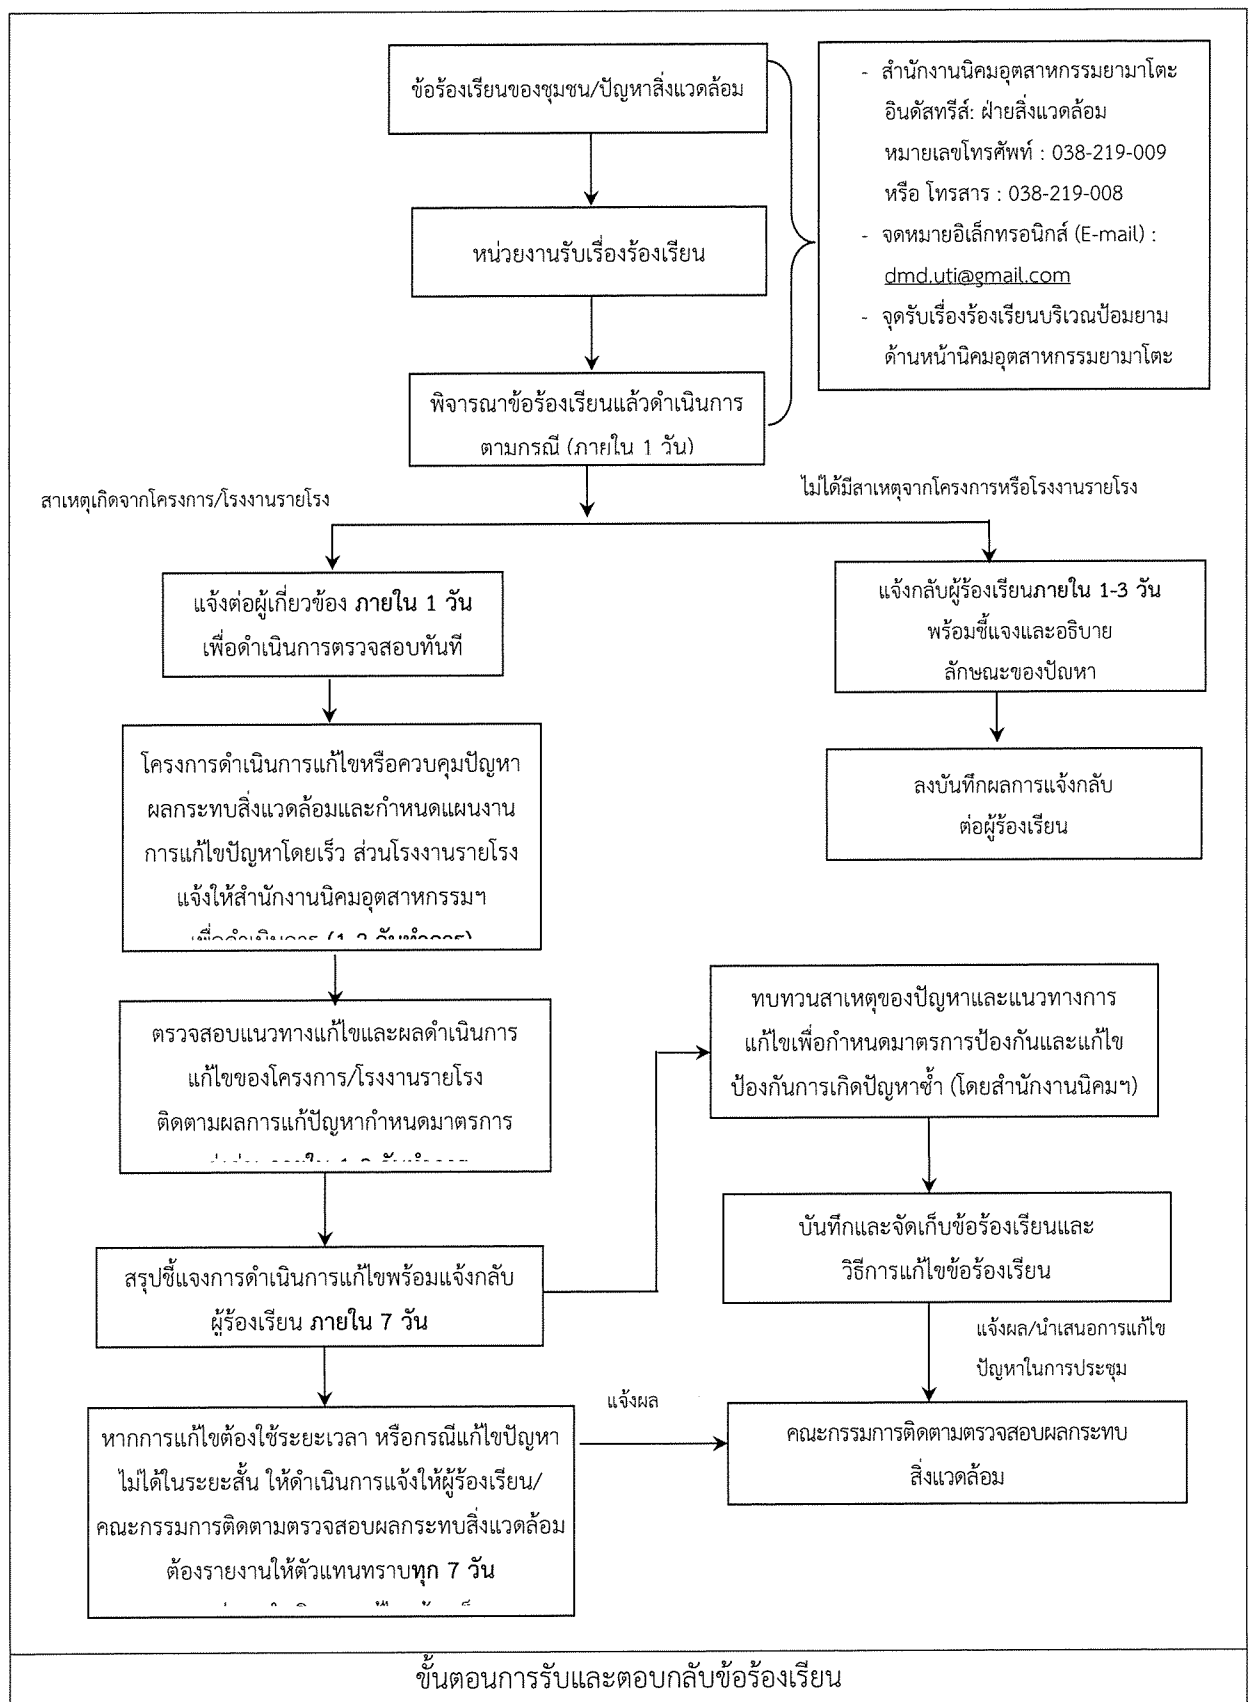 ข้อร้องเรียนของชุมชน/ปัญหาสิ่งแวดล้อม
- สำนักงานนิคมอุตสาหกรรมยามาโตะ
อินดัสทรีส์: ฝ่ายสิ่งแวดล้อม
หมายเลขโทรศัพท์ : 038-219-009
หรือ โทรสาร : 038-219-008
- จดหมายอิเล็กทรอนิกส์ (E-mail) :
dmd.uti@gmail.com
- จุดรับเรื่องร้องเรียนบริเวณป้อมยาม
ด้านหน้านิคมอุตสาหกรรมยามาโตะ
หน่วยงานรับเรื่องร้องเรียน
พิจารณาข้อร้องเรียนแล้วดำเนินการ
ตามกรณี (ภายใน 1 วัน)
สาเหตุเกิดจากโครงการ/โรงงานรายโรง
ไม่ได้มีสาเหตุจากโครงการหรือโรงงานรายโรง
แจ้งต่อผู้เกี่ยวข้อง ภายใน 1 วัน
เพื่อดำเนินการตรวจสอบทันที
แจ้งกลับผู้ร้องเรียนภายใน 1-3 วัน
พร้อมชี้แจงและอธิบาย
ลักษณะของปัญหา
โครงการดำเนินการแก้ไขหรือควบคุมปัญหา
ผลกระทบสิ่งแวดล้อมและกำหนดแผนงาน
การแก้ไขปัญหาโดยเร็ว ส่วนโรงงานรายโรง
แจ้งให้สำนักงานนิคมอุตสาหกรรมฯ
เพื่อดำเนินการ
ลงบันทึกผลการแจ้งกลับ
ต่อผู้ร้องเรียน
ตรวจสอบแนวทางแก้ไขและผลดำเนินการ
แก้ไขของโครงการ/โรงงานรายโรง
ติดตามผลการแก้ปัญหากำหนดมาตรการ
ทบทวนสาเหตุของปัญหาและแนวทางการ
แก้ไขเพื่อกำหนดมาตรการป้องกันและแก้ไข
ป้องกันการเกิดปัญหาซ้ำ (โดยสำนักงานนิคมฯ)
สรุปชี้แจงการดำเนินการแก้ไขพร้อมแจ้งกลับ
ผู้ร้องเรียน ภายใน 7 วัน
บันทึกและจัดเก็บข้อร้องเรียนและ
วิธีการแก้ไขข้อร้องเรียน
แจ้งผล/นำเสนอการแก้ไข
ปัญหาในการประชุม
หากการแก้ไขต้องใช้ระยะเวลา หรือกรณีแก้ไขปัญหา
ไม่ได้ในระยะสั้น ให้ดำเนินการแจ้งให้ผู้ร้องเรียน/
คณะกรรมการติดตามตรวจสอบผลกระทบสิ่งแวดล้อม
ต้องรายงานให้ตัวแทนทราบทุก 7 วัน
แจ้งผล
คณะกรรมการติดตามตรวจสอบผลกระทบ
สิ่งแวดล้อม
ขั้นตอนการรับและตอบกลับข้อร้องเรียน